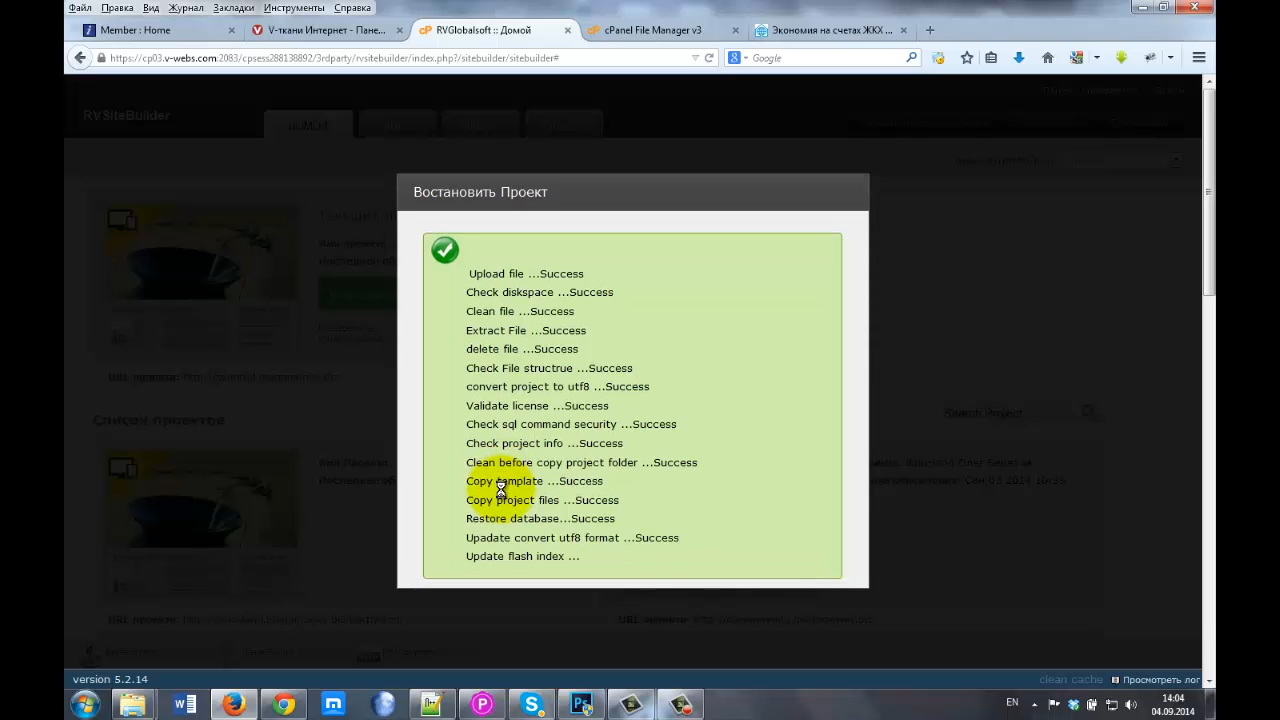 Файл Правка Вид Журнал Закладки Инструменты Справка
Member : Home
V-ткани Интернет - Пане...
RVGlobalsoft :: Домой
cPanel File Manager v3
Экономия на счетах ЖКХ ...
https://cp03.v-webs.com:2083/cpsess288138892/3rdparty/rvsitebuilder/index.php?/sitebuilder_sitebuilder#
Google
RVSiteBuilder
Востановить Проект
Upload file ...Success
Check diskspace ...Success
Clean file ...Success
Extract File ...Success
delete file ...Success
Check File structrue ...Success
convert project to utf8 ...Success
Validate license ...Success
Check sql command security ...Success
Check project info ...Success
Clean before copy project folder ...Success
Copy template ...Success
Copy project files ...Success
Restore database...Success
Upadate convert utf8 format ...Success
Update flash index ...
Список проектов
Search Project
version 5.2.14
clean cache
Просмотреть лог
EN
14:04
04.09.2014